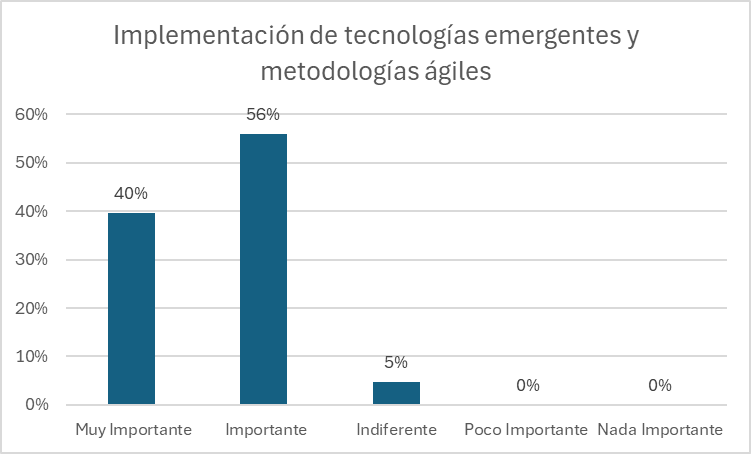 Implementación de tecnologías emergentes y
metodologías ágiles
60%
50%
40%
30%
20%
10%
0%
40%
56%
5%
0%
0%
Muy Importante
Importante
Indiferente
Poco Importante
Nada Importante